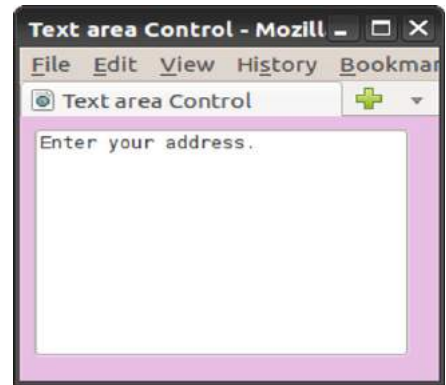 Text area Control - Mozill
File Edit View History Bookmar
Text area Control
Enter your address.